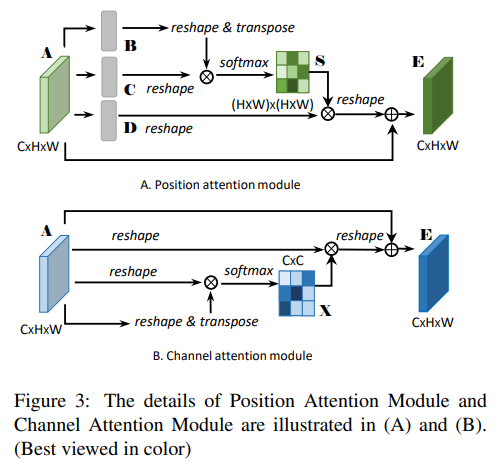 reshape & transpose
B
A
E
softmax
S
C reshape
(HxW)x(HxW)
reshape
D reshape
CxHxW
CxHxW
A. Position attention module
A
reshape
reshape
E
CxC
reshape
softmax
X
CxHxW
reshape & transpose
CxHxW
B. Channel attention module
Figure 3: The details of Position Attention Module and
Channel Attention Module are illustrated in (A) and (B).
(Best viewed in color)